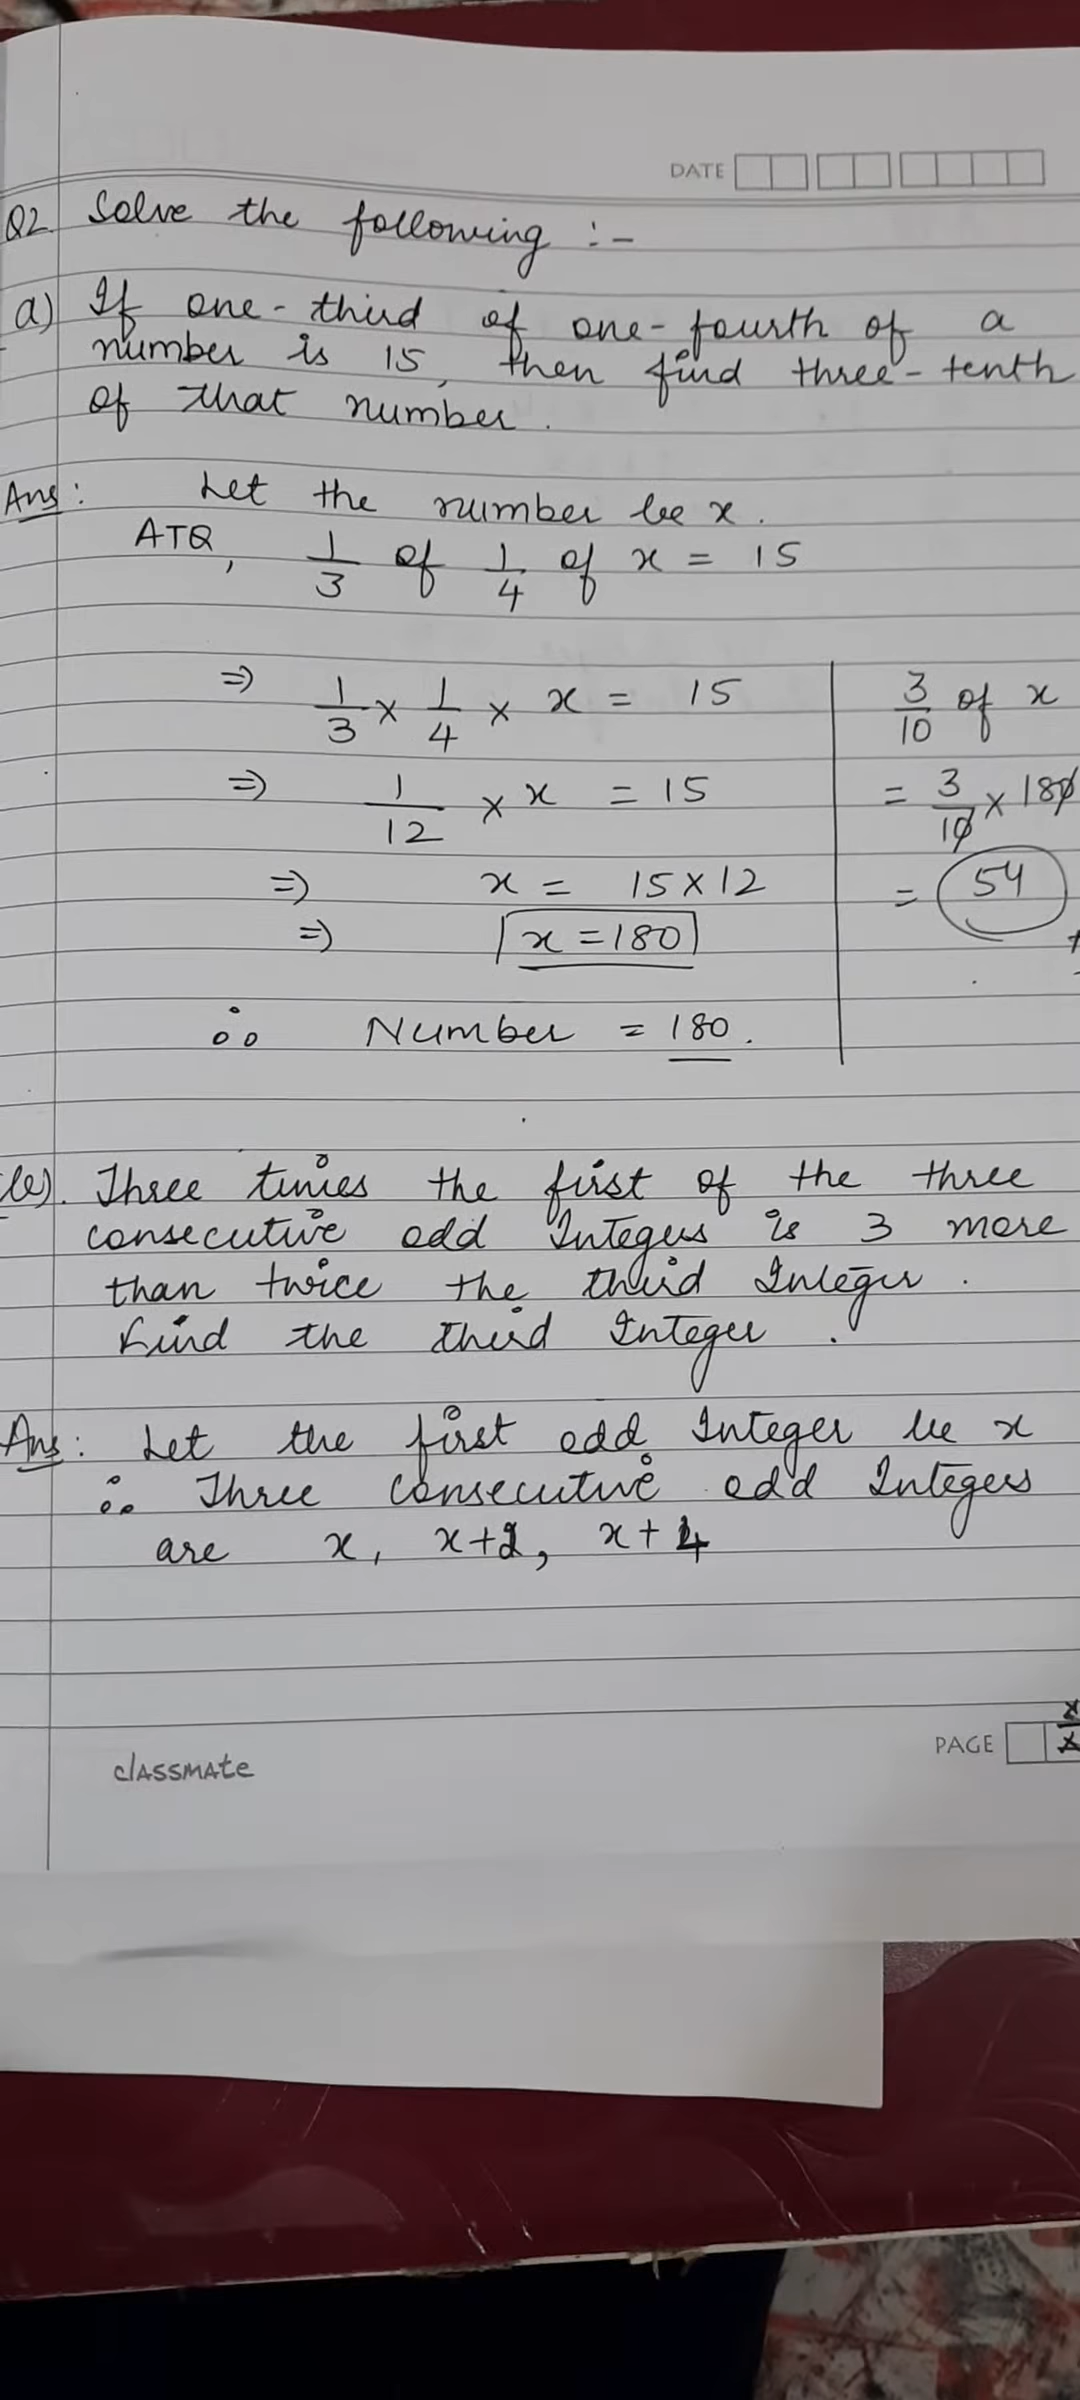 DATE
Q2 Solve the following :-
a) If one-third of one-fourth of a
number is 15, then find three-tenth
of that number.
Ans: Let the number be x.
ATQ, 1/3 of 1/4 of x = 15
⇒ 1/3 × 1/4 × x = 15
⇒ 1/12 × x = 15
⇒ x = 15×12
⇒ x = 180
∴ Number = 180.
3/10 of x
= 3/10 × 180
= 54
b). Three times the first of the three
consecutive odd Integers is 3 more
than twice the third Integer.
Find the third Integer.
Ans: Let the first odd Integer be x
∴ Three consecutive odd Integers
are x, x+2, x+4
PAGE
classmate